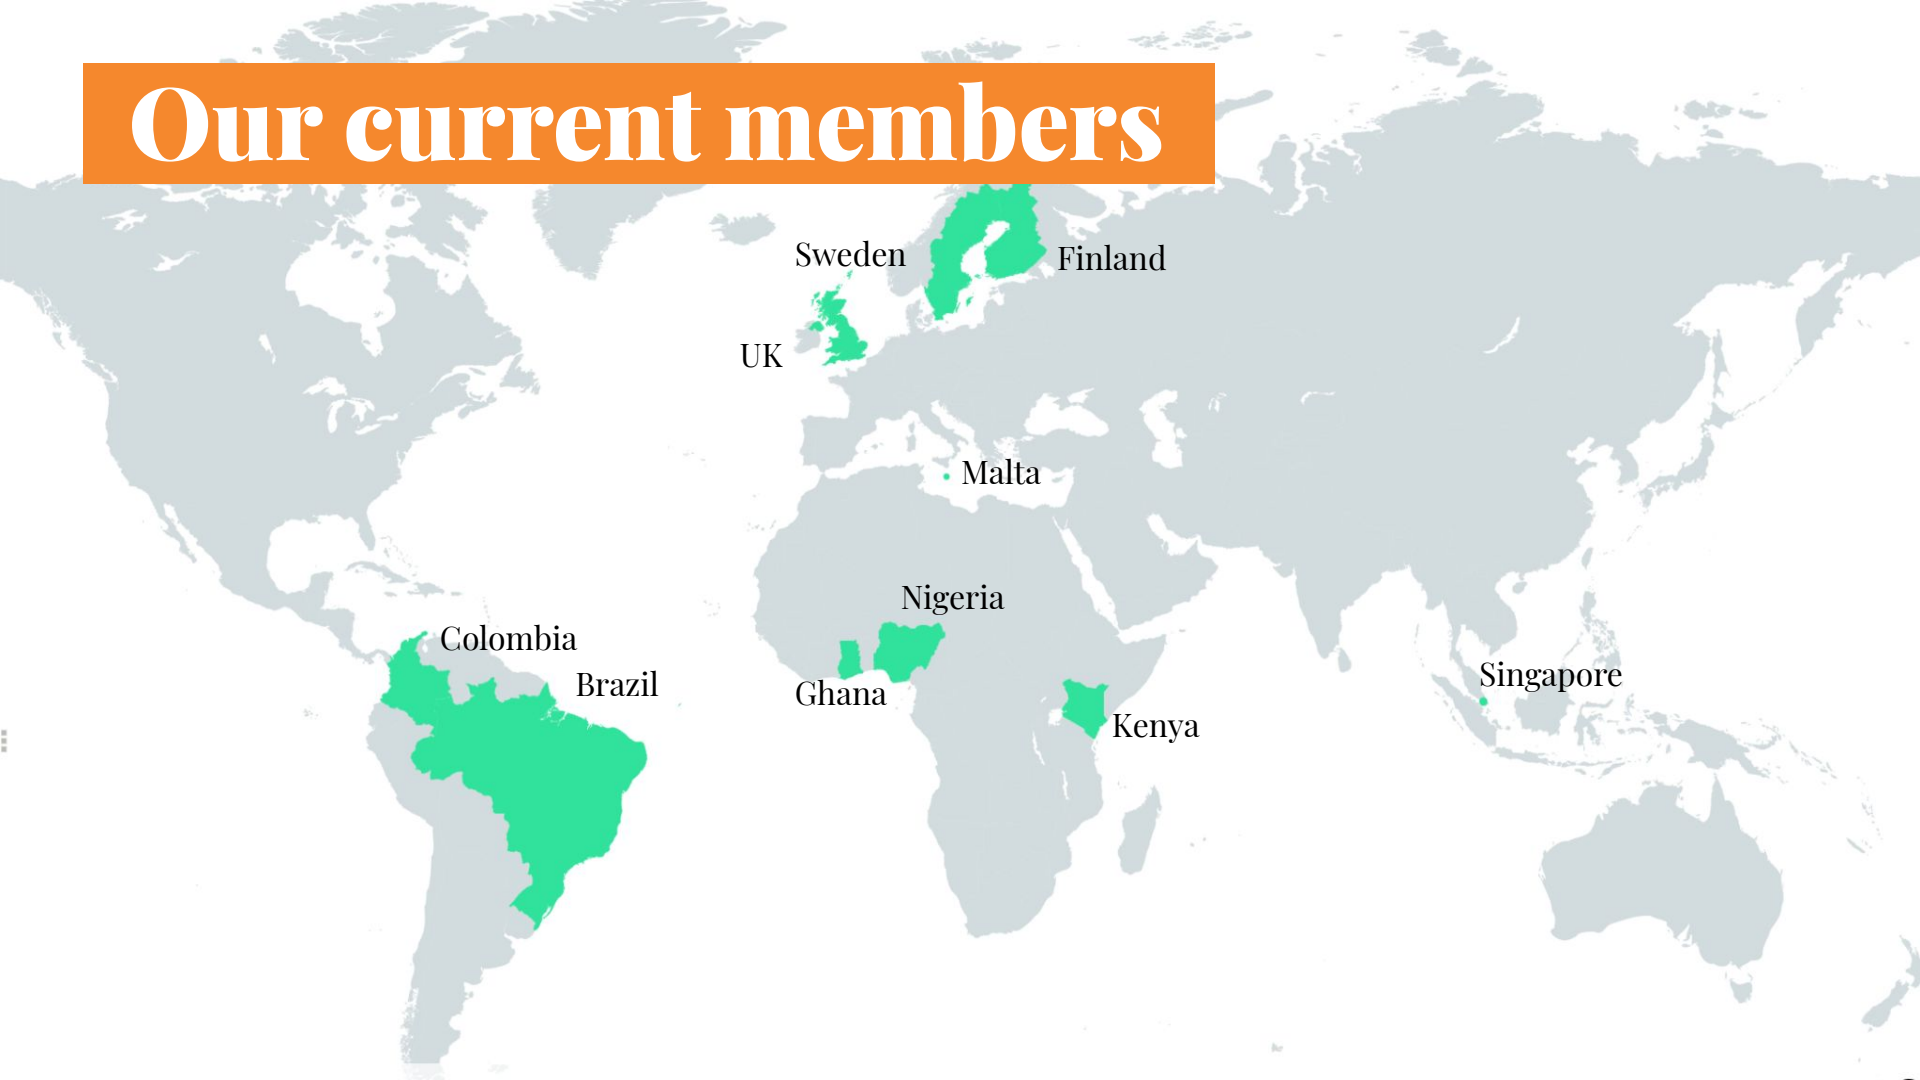 Our current members
Sweden
Finland
UK
Malta
Nigeria
Colombia
Brazil
Ghana
Singapore
Kenya